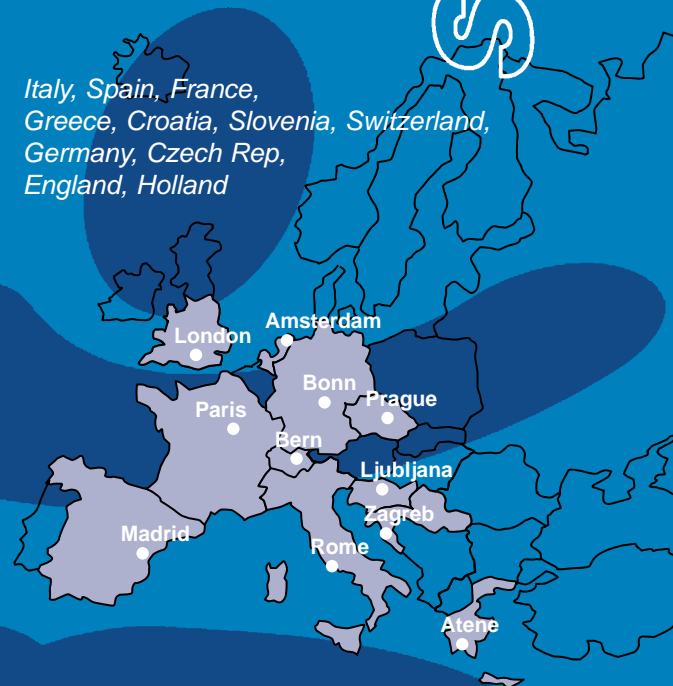 S
Italy, Spain, France,
Greece, Croatia, Slovenia, Switzerland,
Germany, Czech Rep,
England, Holland
Amsterdam
London
Bonn
Prague
Paris
Bern
Ljubljana
Zagreb
Madrid
Rome
Atene